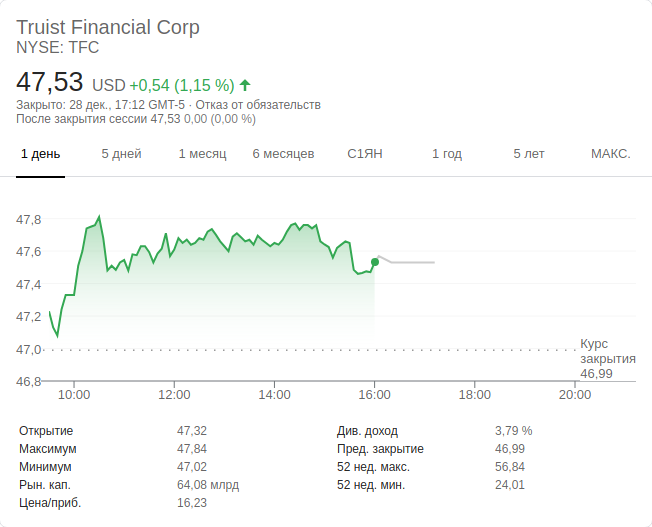 Truist Financial Corp
NYSE: TFC
47,53 USD +0,54 (1,15 %)
Закрыто: 28 дек., 17:12 GMT-5 · Отказ от обязательств
После закрытия сессии 47,53 0,00 (0,00 %)
1 день 5 дней 1 месяц 6 месяцев С1ЯН 1 год 5 лет МАКС.
47,8
47,6
47,4
47,2
47,0
46,8
Курс
закрытия
46,99
10:00 12:00 14:00 16:00 18:00 20:00
Открытие 47,32 Див. доход 3,79 %
Максимум 47,84 Пред. закрытие 46,99
Минимум 47,02 52 нед. макс. 56,84
Рын. кап. 64,08 млрд 52 нед. мин. 24,01
Цена/приб. 16,23